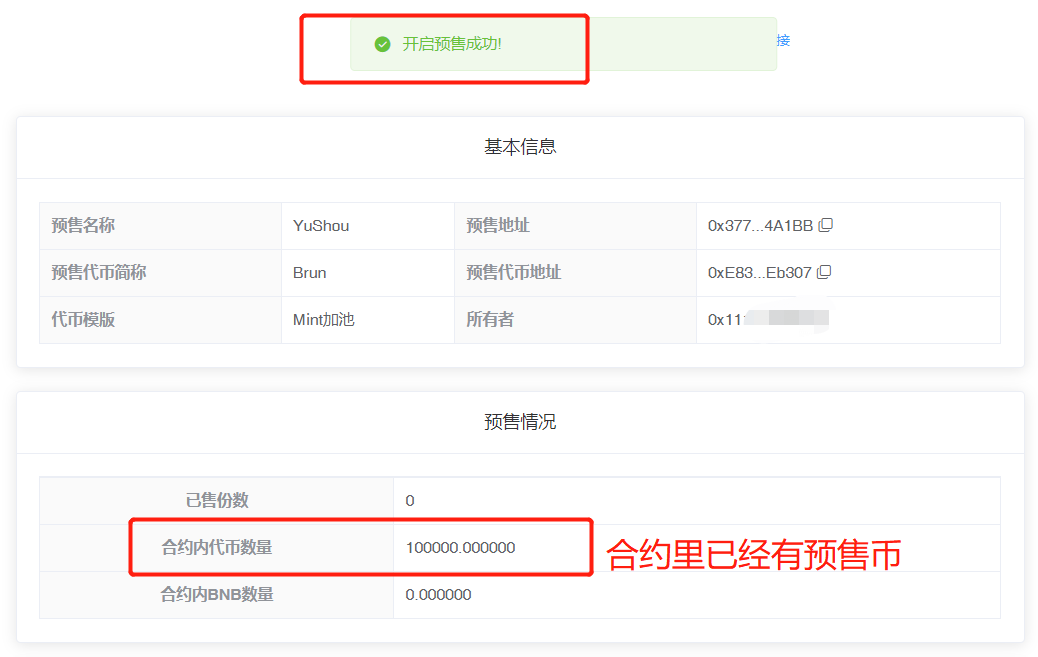 开启预售成功!
接
基本信息
预售名称 YuShou 预售地址 0x377...4A1BB
预售代币简称 Brun 预售代币地址 0xE83...Eb307
代币模版 Mint加池 所有者 0x11
预售情况
已售份数 0
合约内代币数量 100000.000000 合约里已经有预售币
合约内BNB数量 0.000000